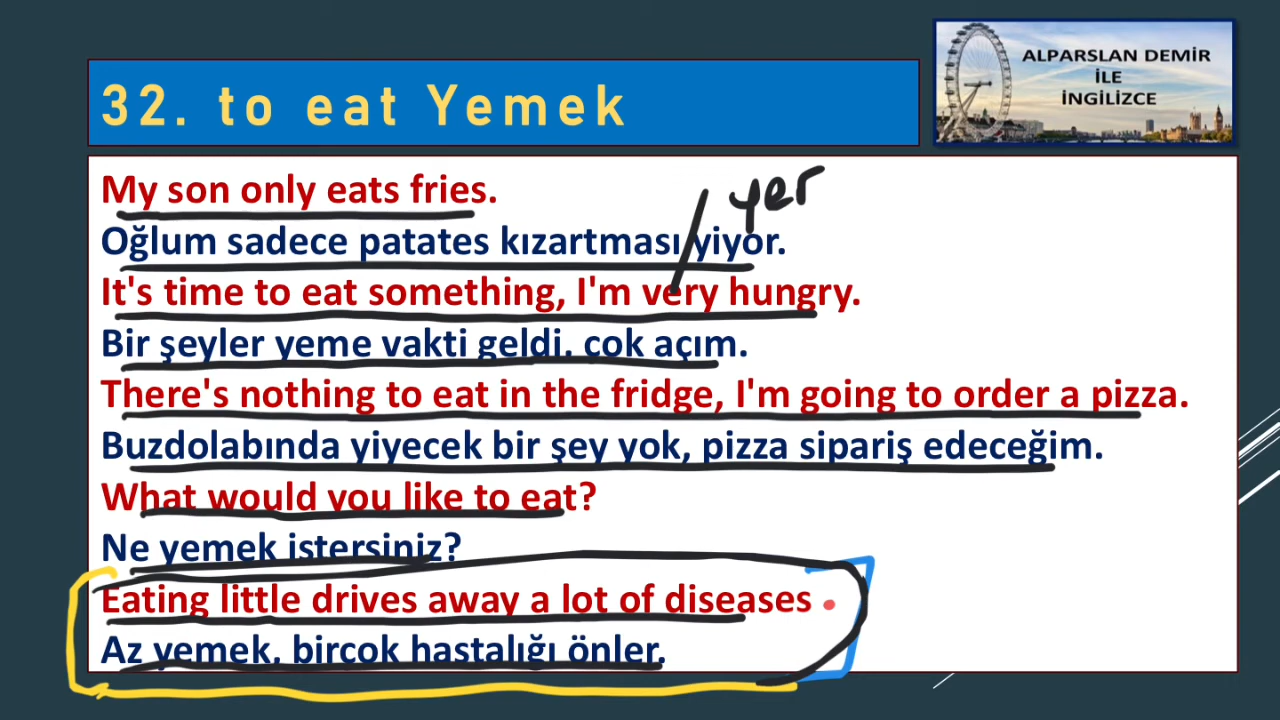 32. to eat Yemek
ALPARSLAN DEMİR
İLE
İNGİLİZCE
My son only eats fries.
yer
Oğlum sadece patates kızartması yiyor.
It's time to eat something, I'm very hungry.
Bir şeyler yeme vakti geldi, çok açım.
There's nothing to eat in the fridge, I'm going to order a pizza.
Buzdolabında yiyecek bir şey yok, pizza sipariş edeceğim.
What would you like to eat?
Ne yemek istersiniz?
Eating little drives away a lot of diseases.
Az yemek, birçok hastalığı önler.